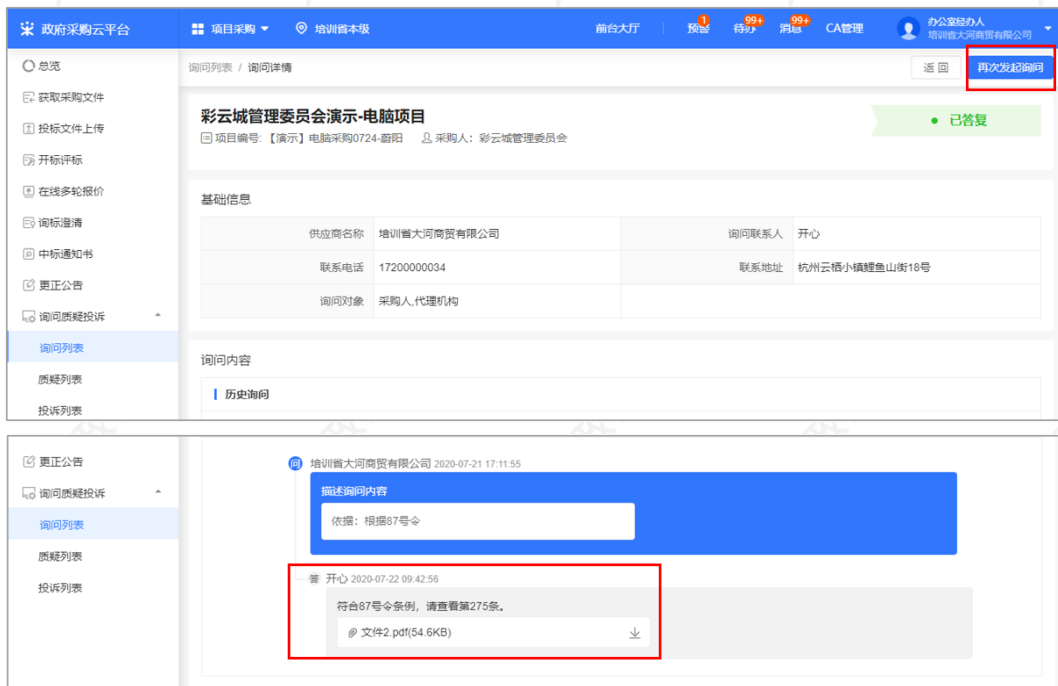 政府采购云平台 项目采购 培训省本级 前台大厅 预警 1 待办 99+ 消息 99+ CA管理 办公室经办人
培训省大河商贸有限公司
总览 询问列表 / 询问详情 返回 再次发起询问
获取采购文件
投标文件上传
开标评标
在线多轮报价
询标澄清
中标通知书
更正公告
询问质疑投诉
询问列表
质疑列表
投诉列表
彩云城管理委员会演示-电脑项目
项目编号:【演示】电脑采购0724-蔚阳 采购人: 彩云城管理委员会
已答复
基础信息
供应商名称 培训省大河商贸有限公司 询问联系人 开心
联系电话 17200000034 联系地址 杭州云栖小镇鲤鱼山街18号
询问对象 采购人,代理机构
询问内容
历史询问
更正公告
询问质疑投诉
询问列表
质疑列表
投诉列表
问 培训省大河商贸有限公司 2020-07-21 17:11:55
描述询问内容
依据: 根据87号令
答 开心 2020-07-22 09:42:56
符合87号令条例, 请查看第275条。
文件2.pdf(54.6KB)